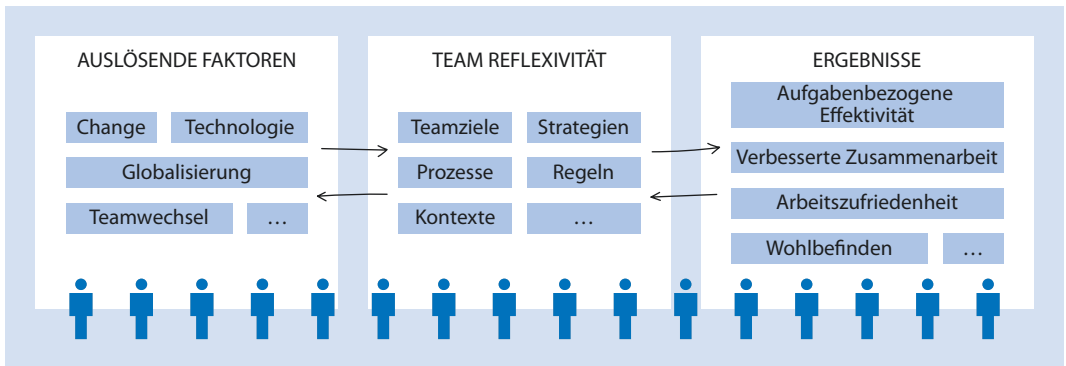 AUSLÖSENDE FAKTOREN
Change
Technologie
Globalisierung
Teamwechsel
…
TEAM REFLEXIVITÄT
Teamziele
Strategien
Prozesse
Regeln
Kontexte
…
ERGEBNISSE
Aufgabenbezogene
Effektivität
Verbesserte Zusammenarbeit
Arbeitszufriedenheit
Wohlbefinden
…